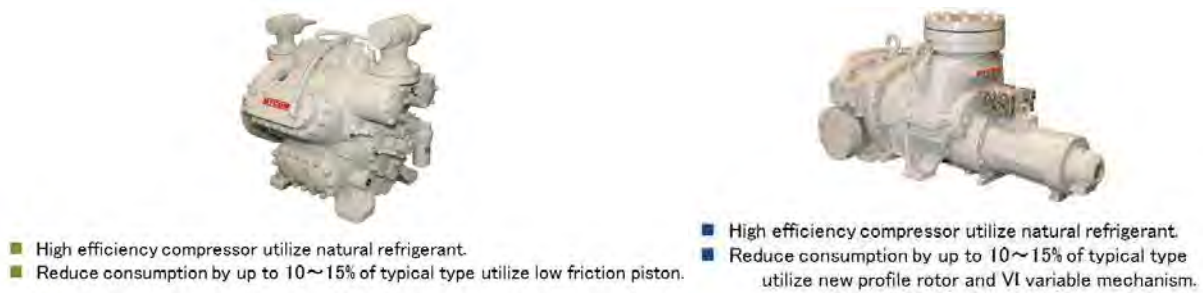 MYCOM
High efficiency compressor utilize natural refrigerant.
Reduce consumption by up to 10～15% of typical type utilize low friction piston.
MYCOM
High efficiency compressor utilize natural refrigerant.
Reduce consumption by up to 10～15% of typical type
utilize new profile rotor and VI variable mechanism.